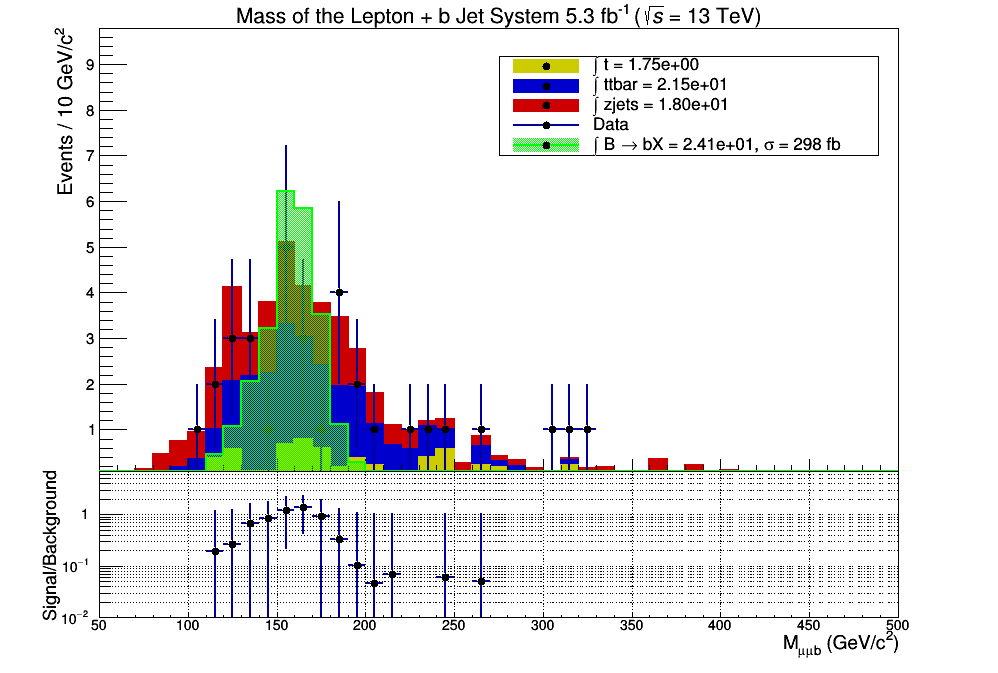 Mass of the Lepton + b Jet System 5.3 fb⁻¹ (√s = 13 TeV)
Events / 10 GeV/c²
9
8
7
6
5
4
3
2
1
∫ t = 1.75e+00
∫ ttbar = 2.15e+01
∫ zjets = 1.80e+01
Data
∫ B → bX = 2.41e+01, σ = 298 fb
Signal/Background
1
10⁻¹
10⁻²
50 100 150 200 250 300 350 400 450 500
M_μμb (GeV/c²)